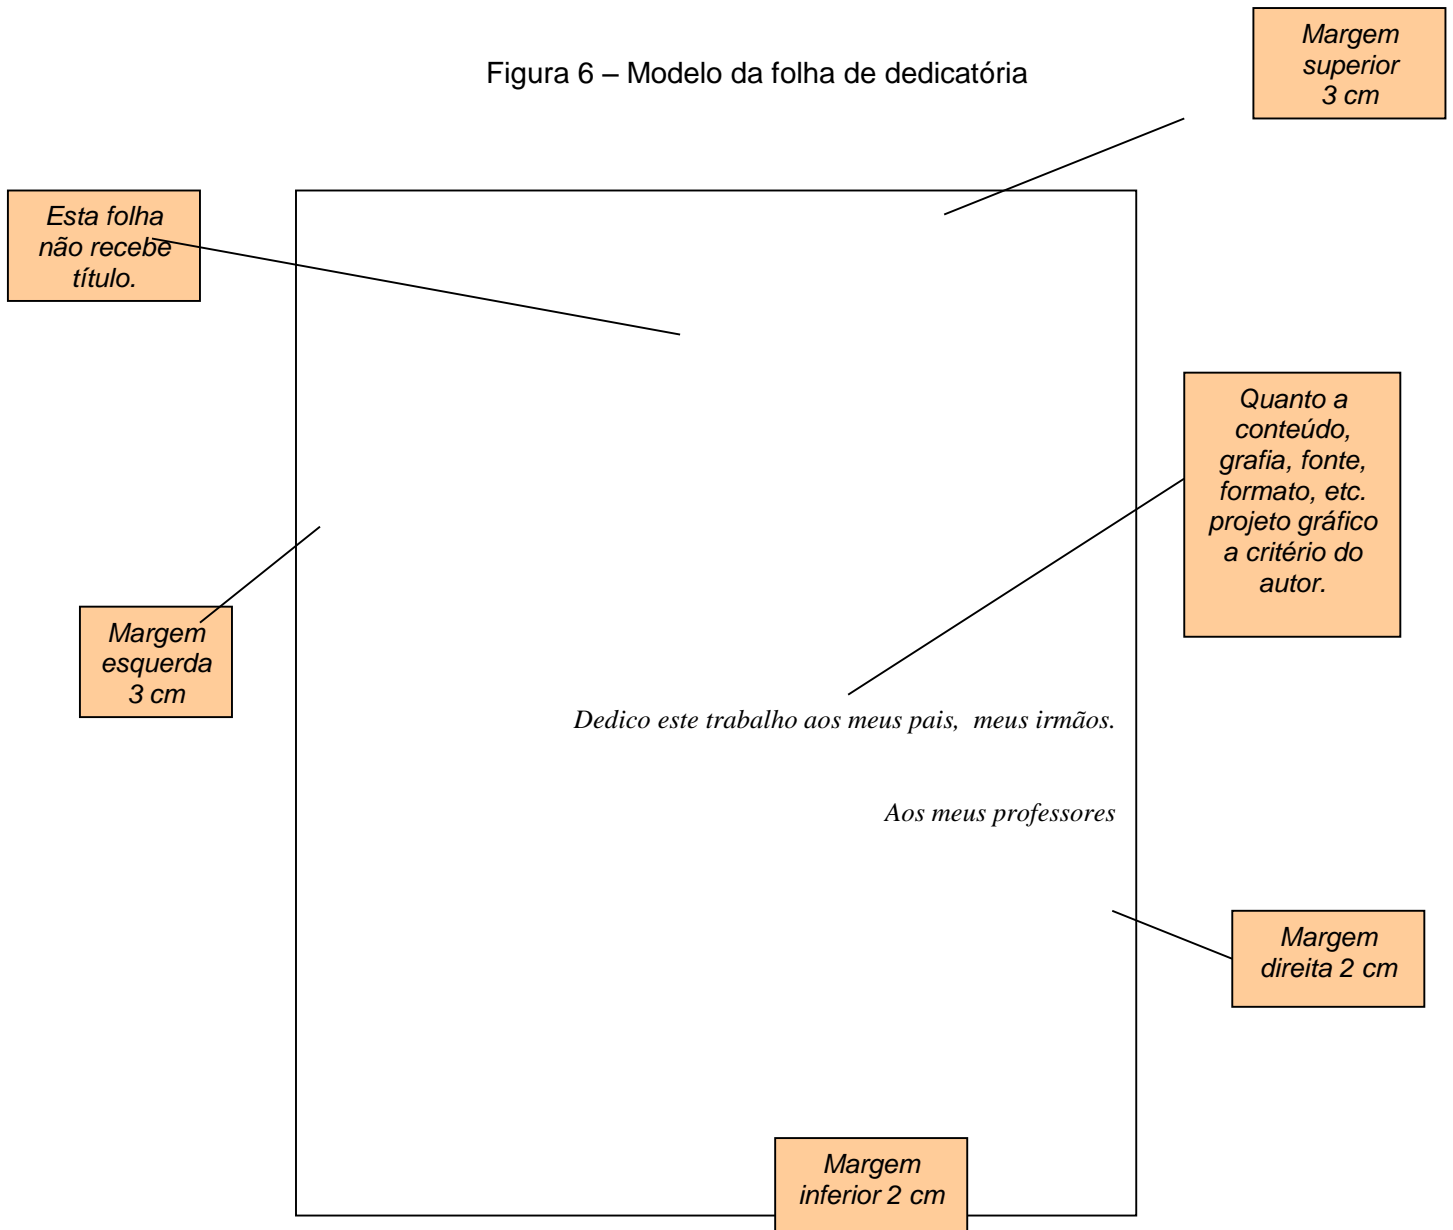 Margem
superior
3 cm
Figura 6 – Modelo da folha de dedicatória
Esta folha
não recebe
título.
Quanto a
conteúdo,
grafia, fonte,
formato, etc.
projeto gráfico
a critério do
autor.
Margem
esquerda
3 cm
Dedico este trabalho aos meus pais,  meus irmãos.
Aos meus professores
Margem
direita 2 cm
Margem
inferior 2 cm